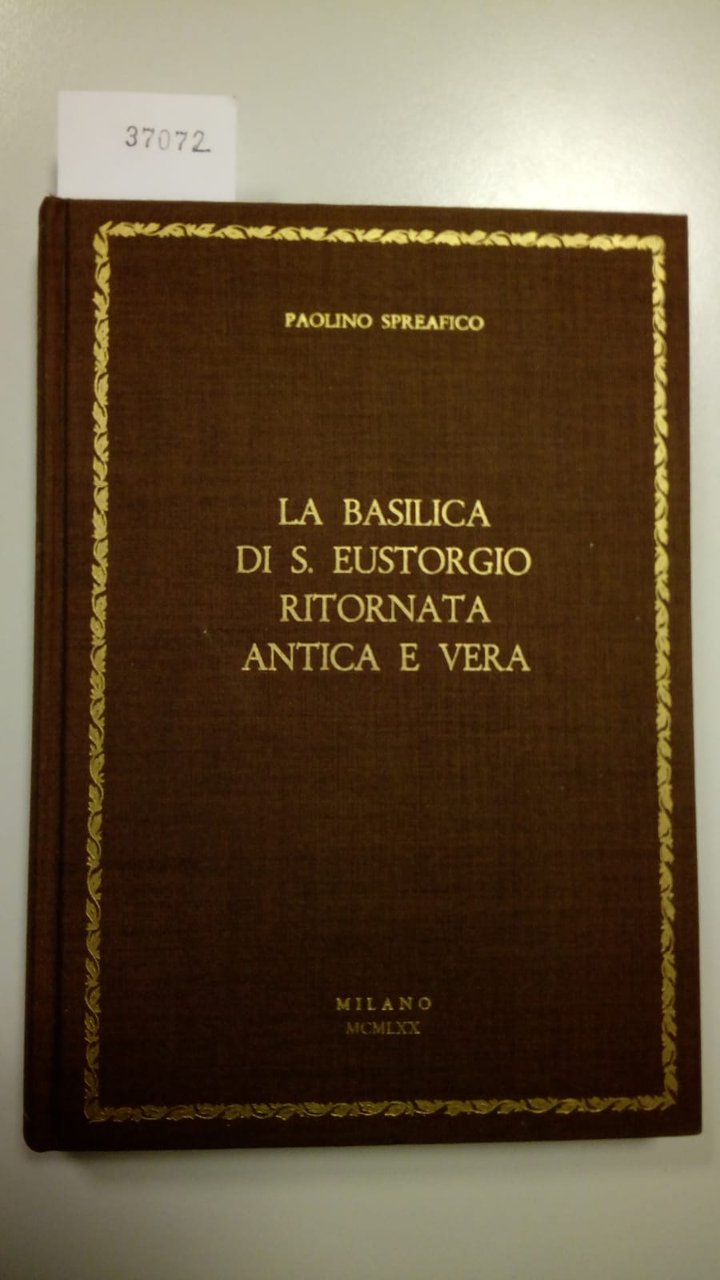 37072
PAOLINO SPREAFICO
LA BASILICA
DI S. EUSTORGIO
RITORNATA
ANTICA E VERA
MILANO
MCMLXX